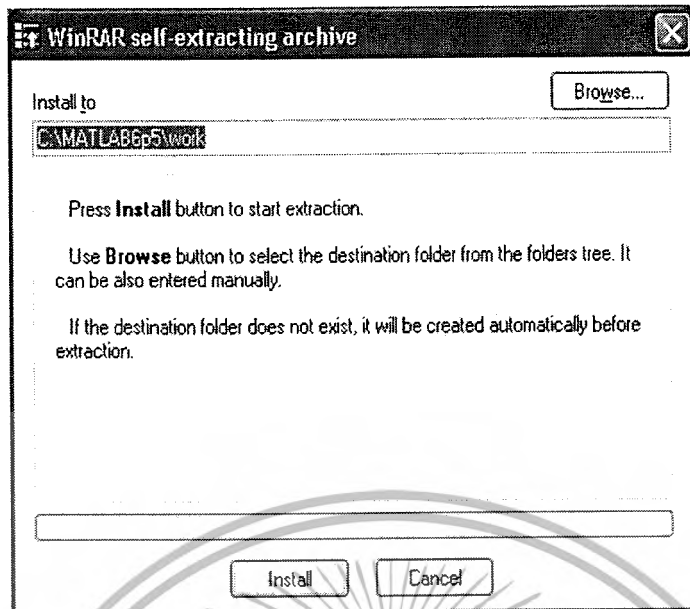 WinRAR self-extracting archive
Install to
Browse...
C:\MATLAB6p5\work
Press Install button to start extraction.
Use Browse button to select the destination folder from the folders tree. It
can be also entered manually.
If the destination folder does not exist, it will be created automatically before
extraction.
Install
Cancel